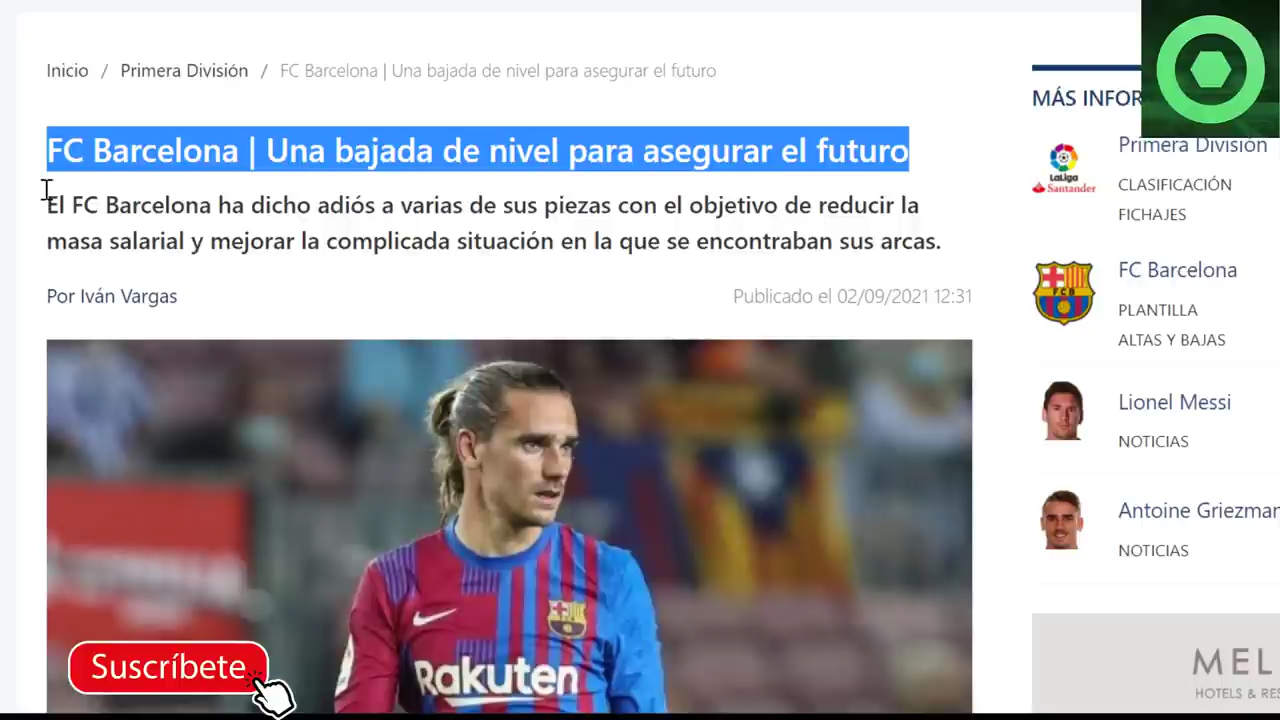 Inicio / Primera División / FC Barcelona | Una bajada de nivel para asegurar el futuro
FC Barcelona | Una bajada de nivel para asegurar el futuro
El FC Barcelona ha dicho adiós a varias de sus piezas con el objetivo de reducir la
masa salarial y mejorar la complicada situación en la que se encontraban sus arcas.
Por Iván Vargas
Publicado el 02/09/2021 12:31
Rakuten
Suscríbete
MÁS INFOR
Primera División
LaLiga
Santander
CLASIFICACIÓN
FICHAJES
FC Barcelona
FCB
PLANTILLA
ALTAS Y BAJAS
Lionel Messi
NOTICIAS
Antoine Griezman
NOTICIAS
MEL
HOTELS & RES